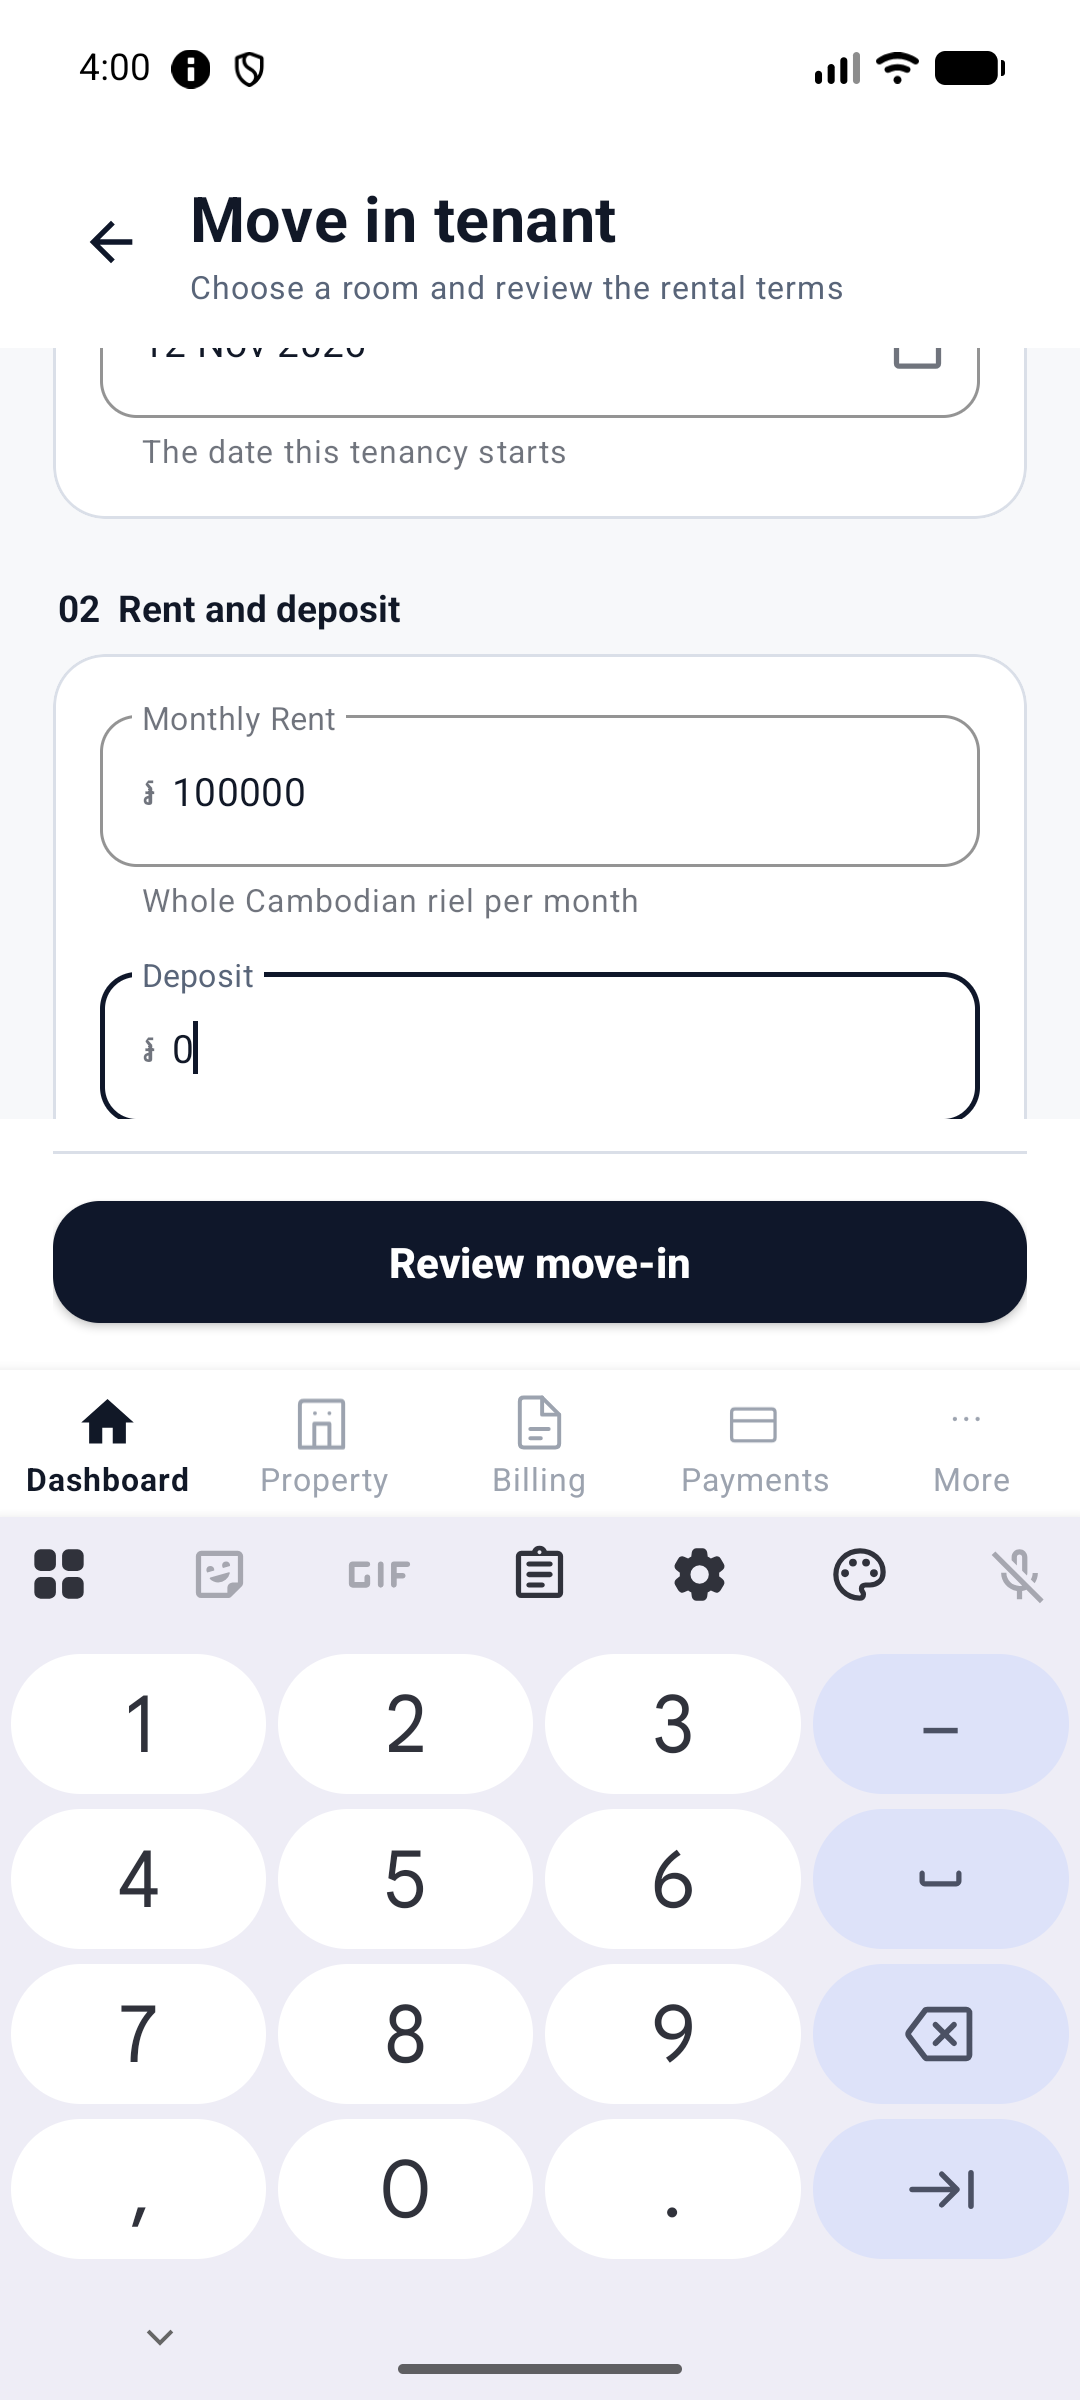 4:00
Move in tenant
Choose a room and review the rental terms
The date this tenancy starts
02 Rent and deposit
Monthly Rent
៛ 100000
Whole Cambodian riel per month
Deposit
៛ 0
Review move-in
Dashboard
Property
Billing
Payments
More
GIF
1
2
3
–
4
5
6
7
8
9
,
0
.